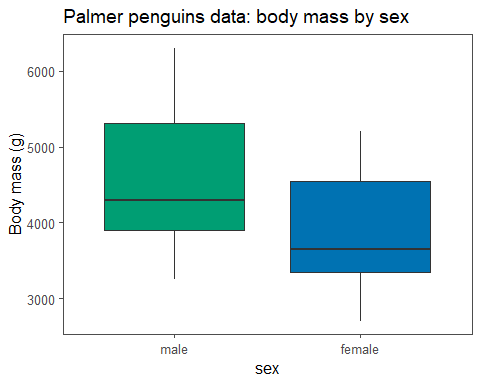 Palmer penguins data: body mass by sex
Body mass (g)
6000
5000
4000
3000
male
female
sex